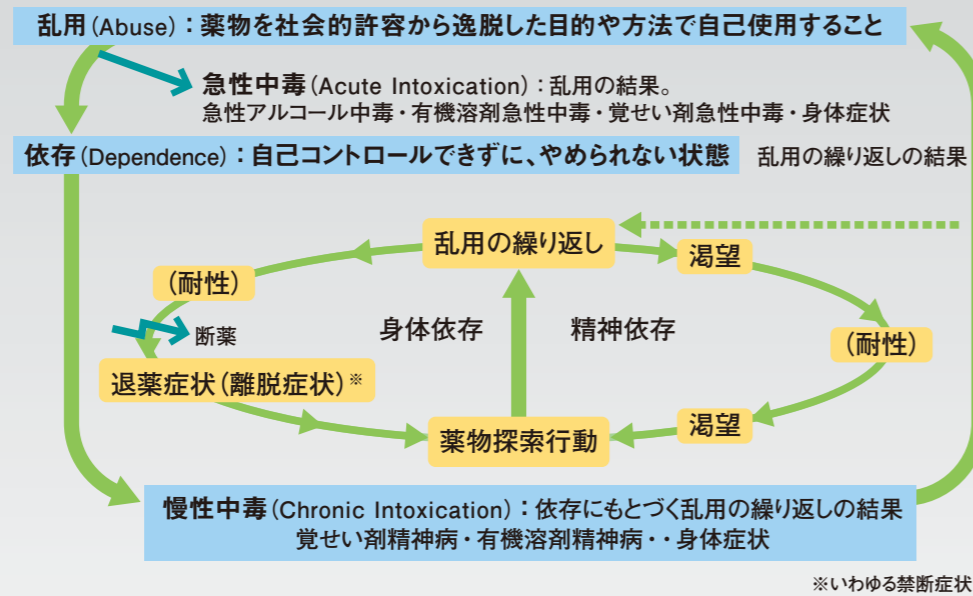 乱用(Abuse):薬物を社会的許容から逸脱した目的や方法で自己使用すること
急性中毒(Acute Intoxication):乱用の結果。
急性アルコール中毒・有機溶剤急性中毒・覚せい剤急性中毒・身体症状
依存(Dependence):自己コントロールできずに、やめられない状態
乱用の繰り返しの結果
乱用の繰り返し
渇望
(耐性)
断薬
身体依存
精神依存
(耐性)
退薬症状(離脱症状)※
渇望
薬物探索行動
慢性中毒(Chronic Intoxication):依存にもとづく乱用の繰り返しの結果
覚せい剤精神病・有機溶剤精神病・・身体症状
※いわゆる禁断症状